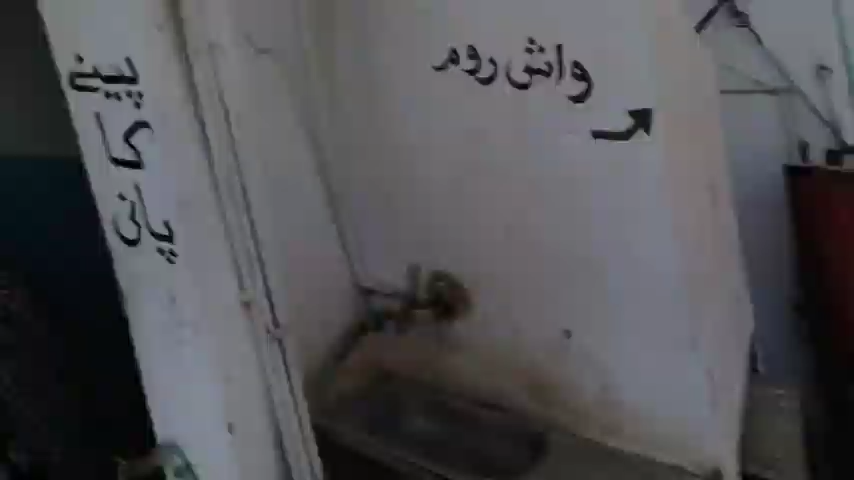 واش روم
پینے
کا
پانی